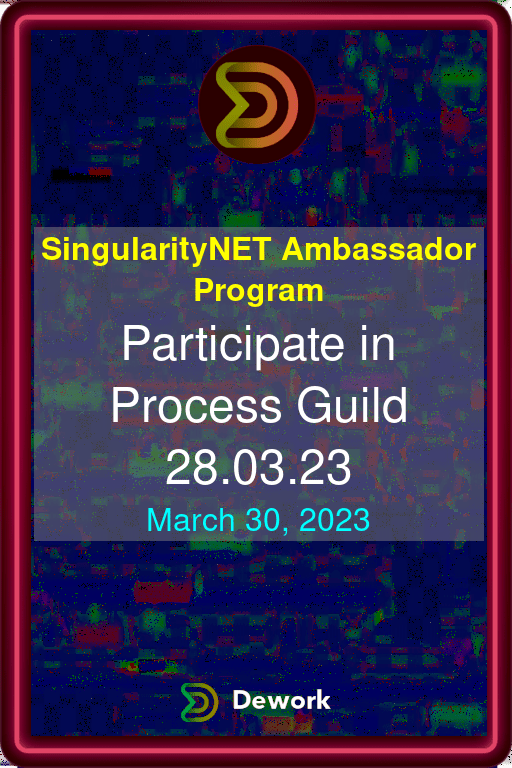 SingularityNET Ambassador
Program
Participate in
Process Guild
28.03.23
March 30, 2023
Dework